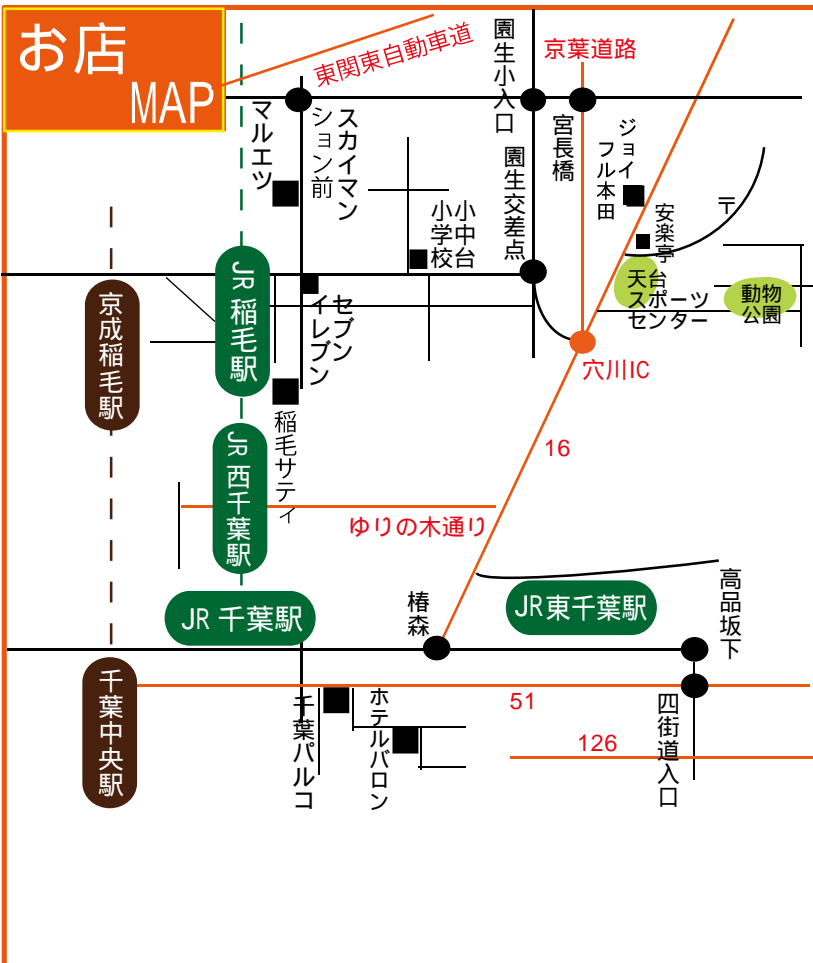 お店
MAP
東関東自動車道
園生小入口
京葉道路
マルエツ
スカイマン
ション前
宮長橋
ジョイ
フル本田
園生交差点
小中台
小学校
安楽亭
〒
天台
スポーツ
センター
動物
公園
JR 稲毛駅
京成稲毛駅
セブン
イレブン
穴川IC
稲毛サティ
16
JR 西千葉駅
ゆりの木通り
JR 千葉駅
椿森
JR東千葉駅
高品坂下
千葉中央駅
千葉パルコ
ホテルバロン
51
四街道入口
126